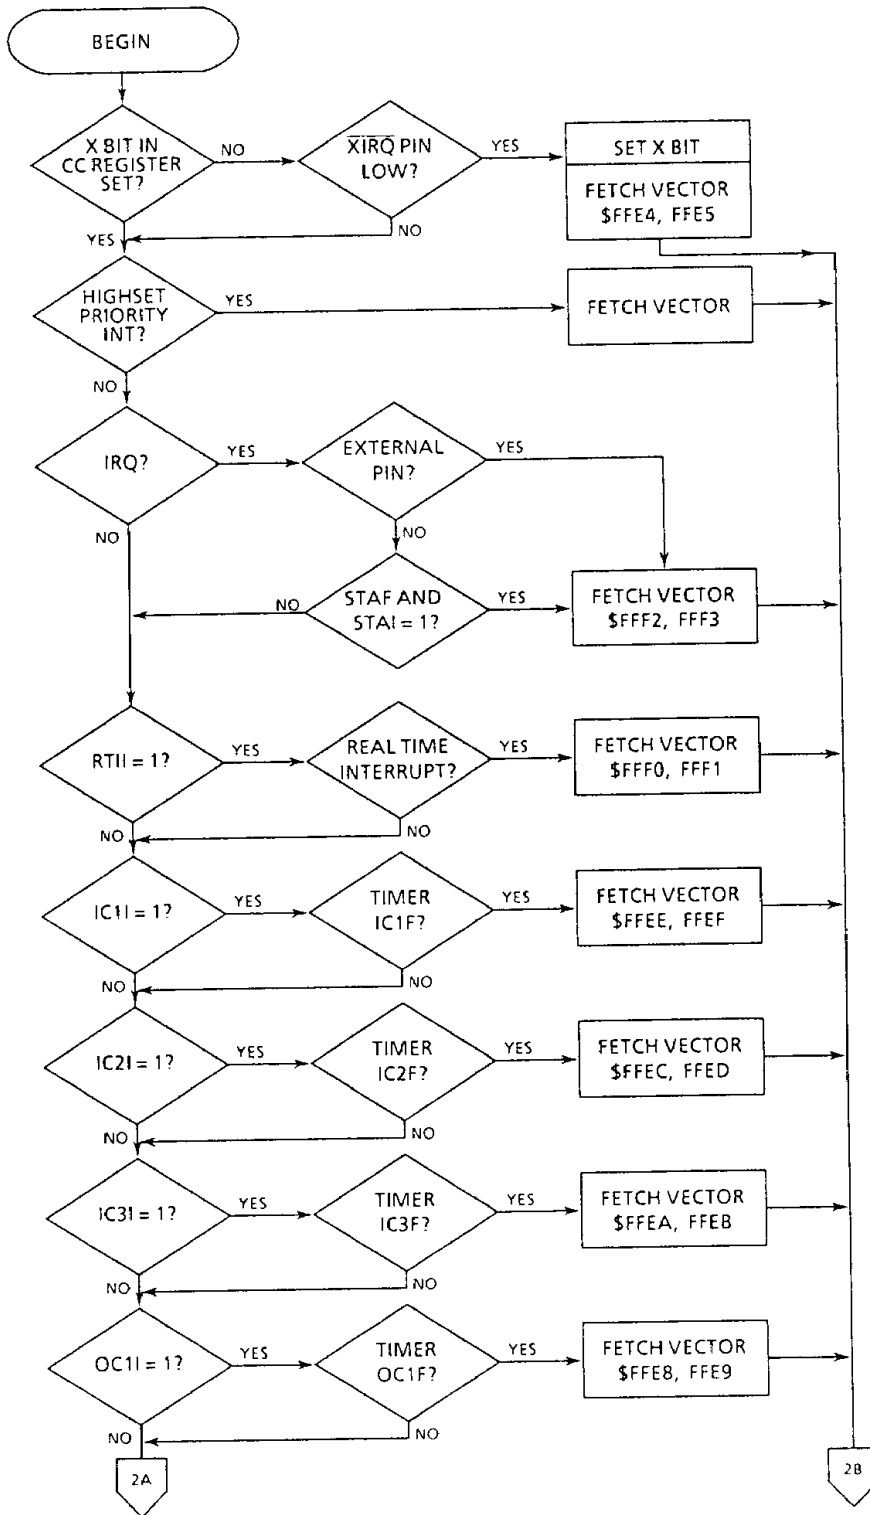 BEGIN
X BIT IN
CC REGISTER
SET?
NO
XIRQ PIN
LOW?
YES
SET X BIT
FETCH VECTOR
$FFE4, FFE5
YES
NO
HIGHSET
PRIORITY
INT?
YES
FETCH VECTOR
NO
IRQ?
YES
EXTERNAL
PIN?
YES
NO
NO
STAF AND
STAI = 1?
NO
YES
FETCH VECTOR
$FFF2, FFF3
RTII = 1?
YES
REAL TIME
INTERRUPT?
YES
FETCH VECTOR
$FFF0, FFF1
NO
NO
IC1I = 1?
YES
TIMER
IC1F?
YES
FETCH VECTOR
$FFEE, FFEF
NO
NO
IC2I = 1?
YES
TIMER
IC2F?
YES
FETCH VECTOR
$FFEC, FFED
NO
NO
IC3I = 1?
YES
TIMER
IC3F?
YES
FETCH VECTOR
$FFEA, FFEB
NO
NO
OC1I = 1?
YES
TIMER
OC1F?
YES
FETCH VECTOR
$FFE8, FFE9
NO
NO
2A
2B